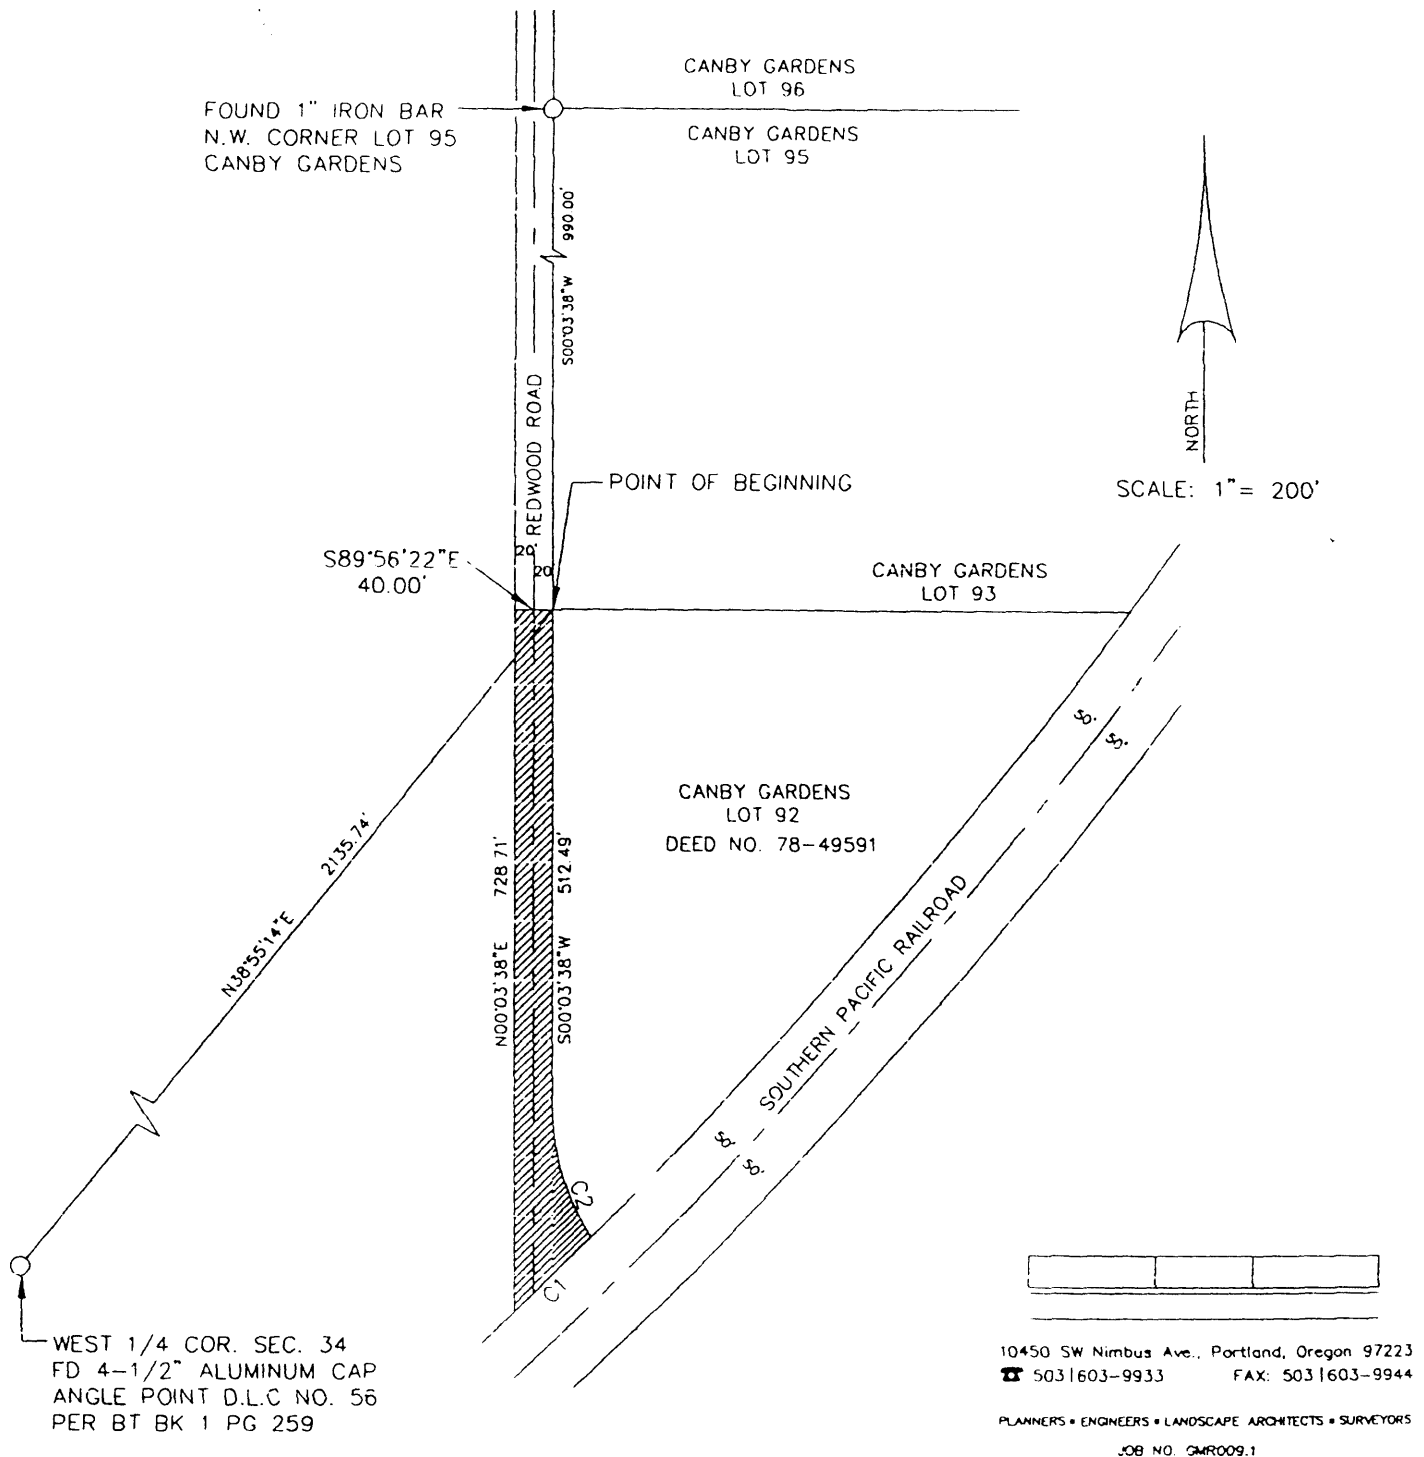 CANBY GARDENS
LOT 96
FOUND 1" IRON BAR
N.W. CORNER LOT 95
CANBY GARDENS
CANBY GARDENS
LOT 95
S00°03'38"W 990.00'
REDWOOD ROAD
NORTH
SCALE: 1"= 200'
POINT OF BEGINNING
20'
20'
S89°56'22"E
40.00'
CANBY GARDENS
LOT 93
50'
50'
CANBY GARDENS
LOT 92
DEED NO. 78-49591
N38°55'14"E 2135.74'
N00°03'38"E 728.71'
S00°03'38"W 512.49'
SOUTHERN PACIFIC RAILROAD
50'
50'
C2
C1
WEST 1/4 COR. SEC. 34
FD 4-1/2" ALUMINUM CAP
ANGLE POINT D.L.C NO. 56
PER BT BK 1 PG 259
10450 SW Nimbus Ave., Portland, Oregon 97223
☎ 503|603-9933 FAX: 503|603-9944
PLANNERS • ENGINEERS • LANDSCAPE ARCHITECTS • SURVEYORS
JOB NO. GMR009.1